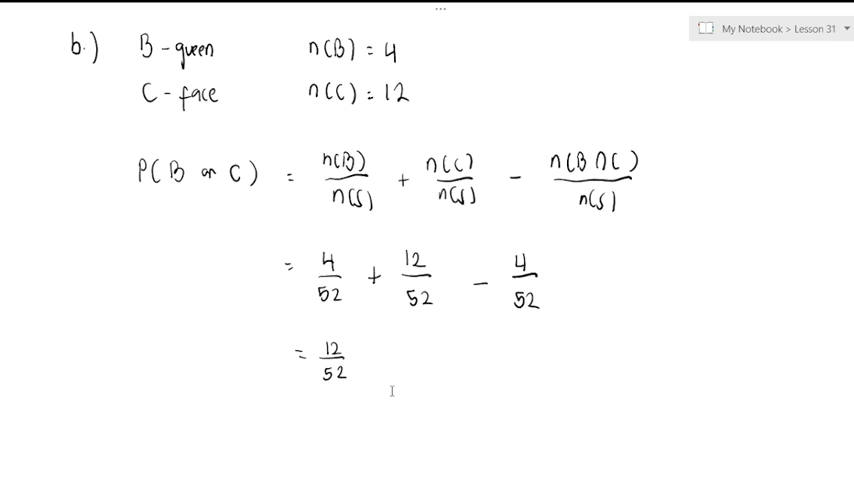 My Notebook > Lesson 31
b.) B - queen n(B) = 4
C - face n(C) = 12
P(B or C) = n(B)/n(S) + n(C)/n(S) - n(B∩C)/n(S)
= 4/52 + 12/52 - 4/52
= 12/52